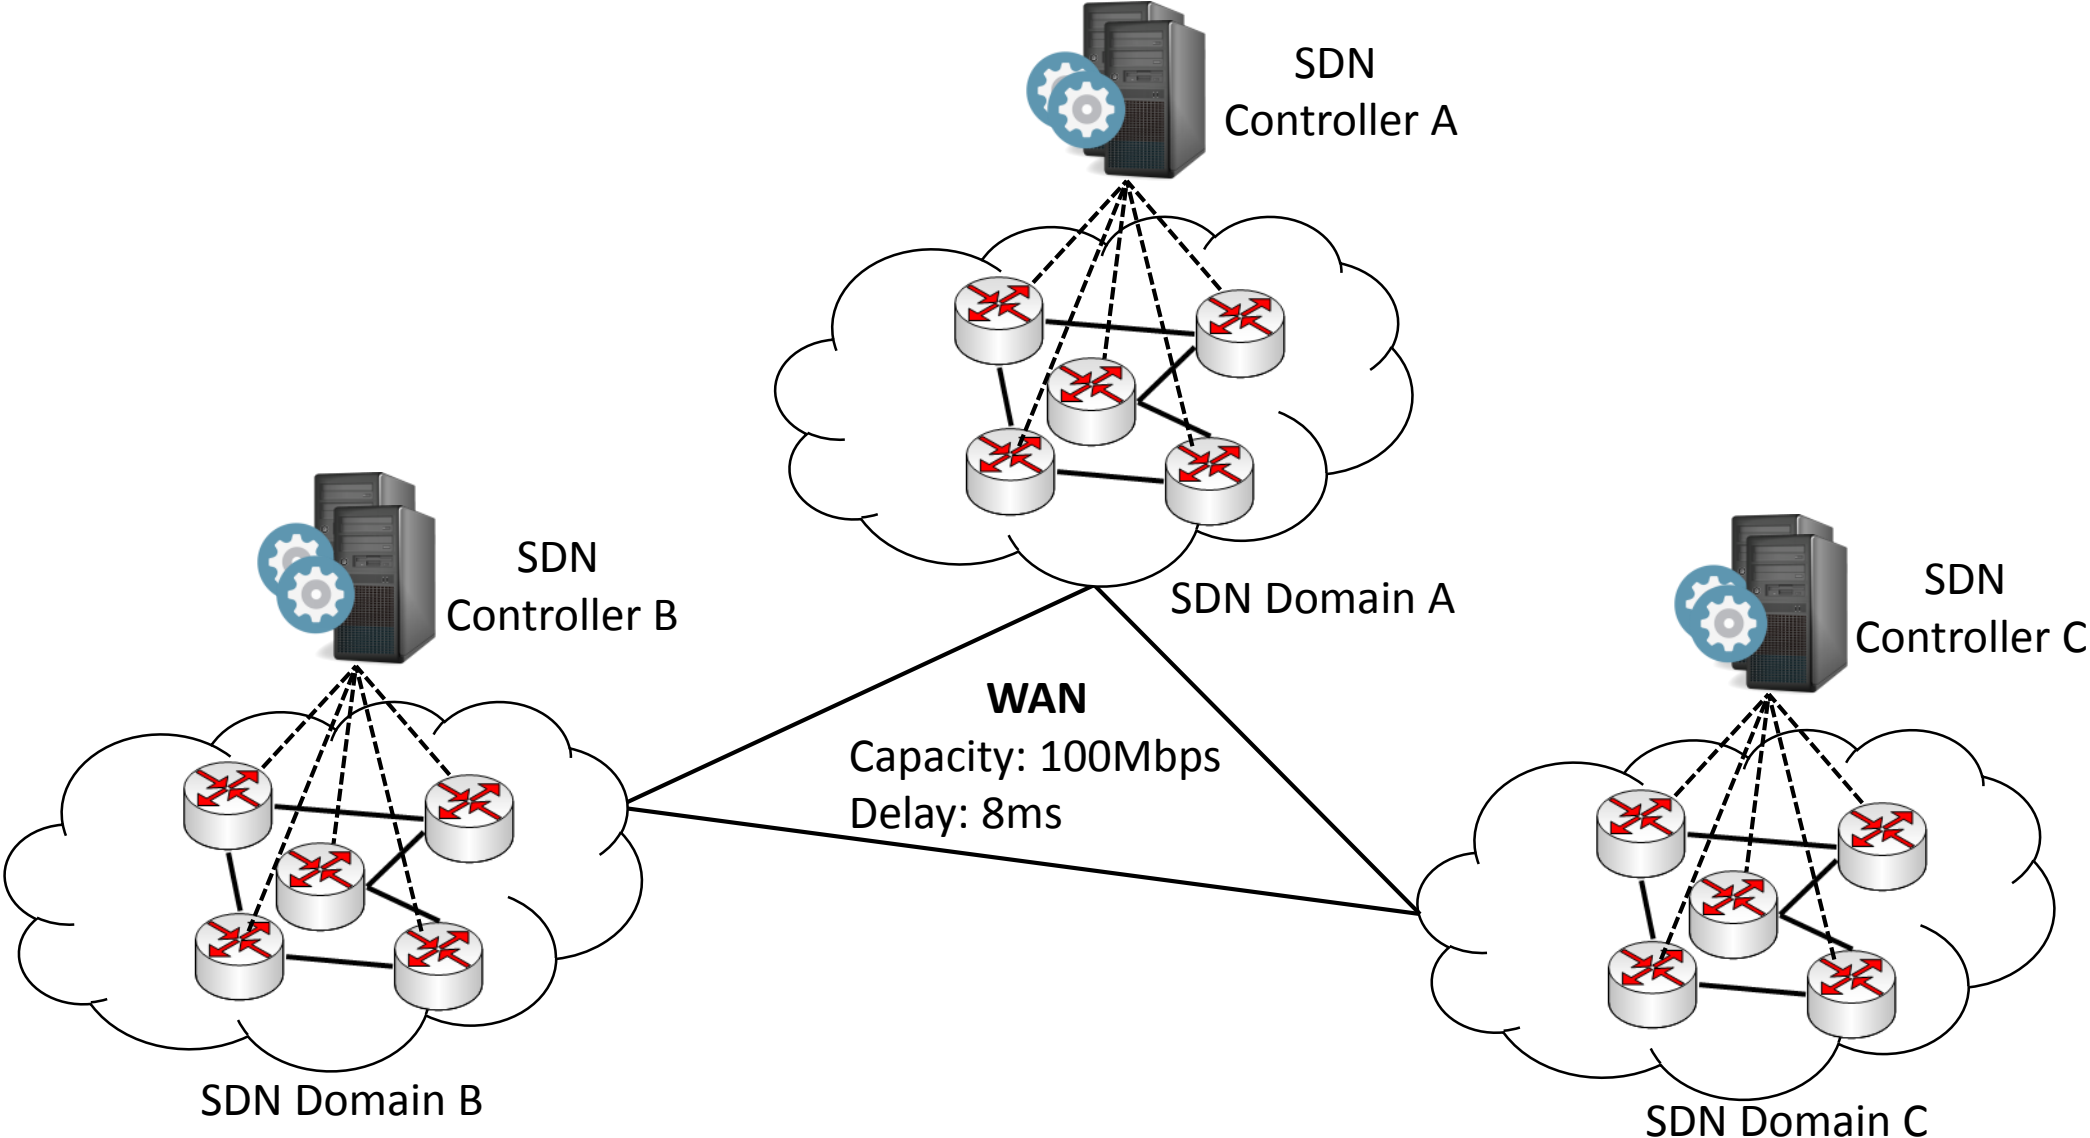 SDN
Controller A
SDN Domain A
SDN
Controller B
SDN
Controller C
WAN
Capacity: 100Mbps
Delay: 8ms
SDN Domain B
SDN Domain C